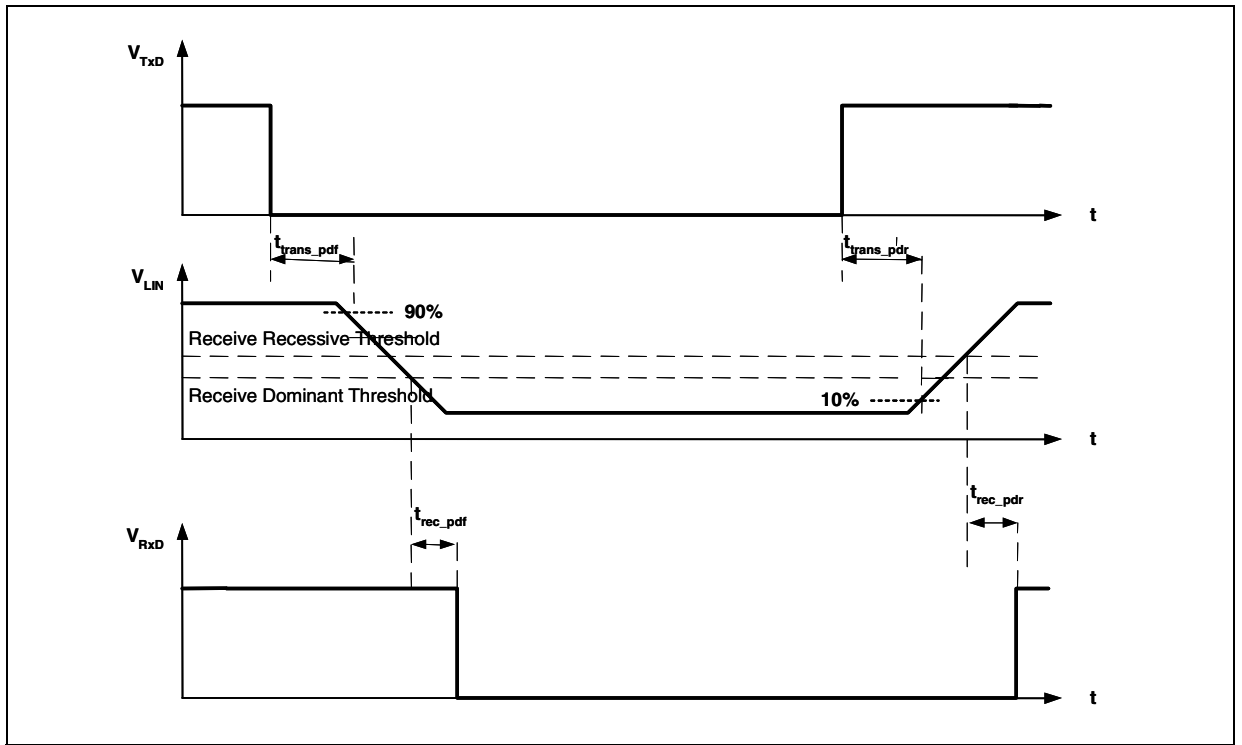 VTxD
t
ttrans_pdf
ttrans_pdr
VLIN
90%
Receive Recessive Threshold
Receive Dominant Threshold
10%
t
trec_pdr
trec_pdf
VRxD
t